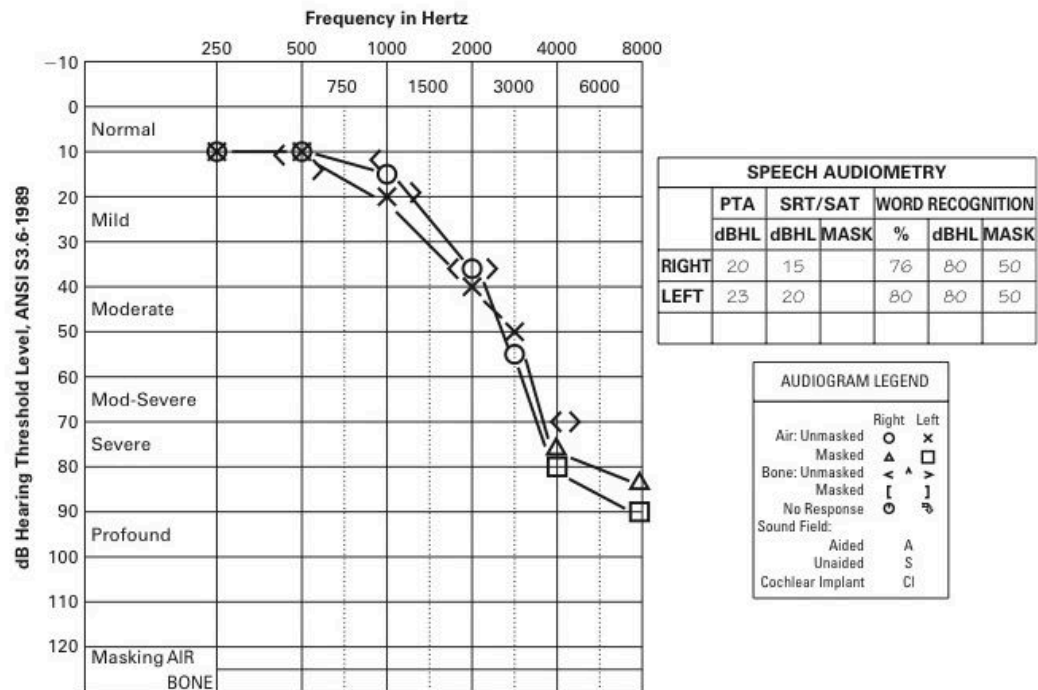 Frequency in Hertz
250 500 1000 2000 4000 8000
750 1500 3000 6000
dB Hearing Threshold Level, ANSI S3.6-1989
−10
0
Normal
10
20
Mild
30
40
Moderate
50
60
Mod-Severe
70
Severe
80
90
Profound
100
110
120
Masking AIR
BONE
SPEECH AUDIOMETRY
PTA SRT/SAT WORD RECOGNITION
dBHL dBHL MASK % dBHL MASK
RIGHT 20 15 76 80 50
LEFT 23 20 80 80 50
AUDIOGRAM LEGEND
Right Left
Air: Unmasked
Masked
Bone: Unmasked
Masked [ ]
No Response
Sound Field:
Aided A
Unaided S
Cochlear Implant CI